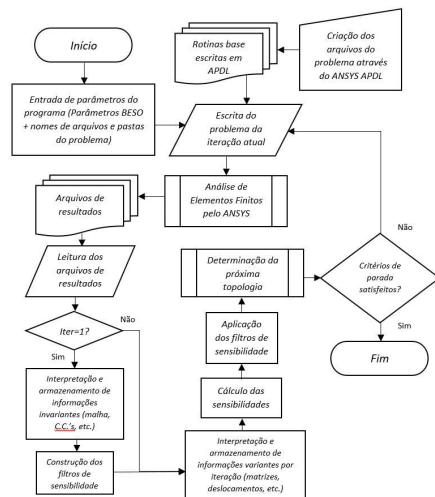 Início
Rotinas base
escritas em
APDL
Criação dos
arquivos do
problema através
do ANSYS APDL
Entrada de parâmetros do
programa (Parâmetros BESO
+ nomes de arquivos e pastas
do problema)
Escrita do
problema da
iteração atual
Análise de
Elementos Finitos
pelo ANSYS
Arquivos de
resultados
Não
Leitura dos
arquivos de
resultados
Determinação da
próxima
topologia
Critérios de
parada
satisfeitos?
Iter=1?
Não
Sim
Aplicação
dos filtros de
sensibilidade
Sim
Fim
Interpretação e
armazenamento de
informações
invariantes (malha,
C.C.'s, etc.)
Cálculo das
sensibilidades
Construção dos
filtros de
sensibilidade
Interpretação e
armazenamento de
informações variantes por
iteração (matrizes,
deslocamentos, etc.)